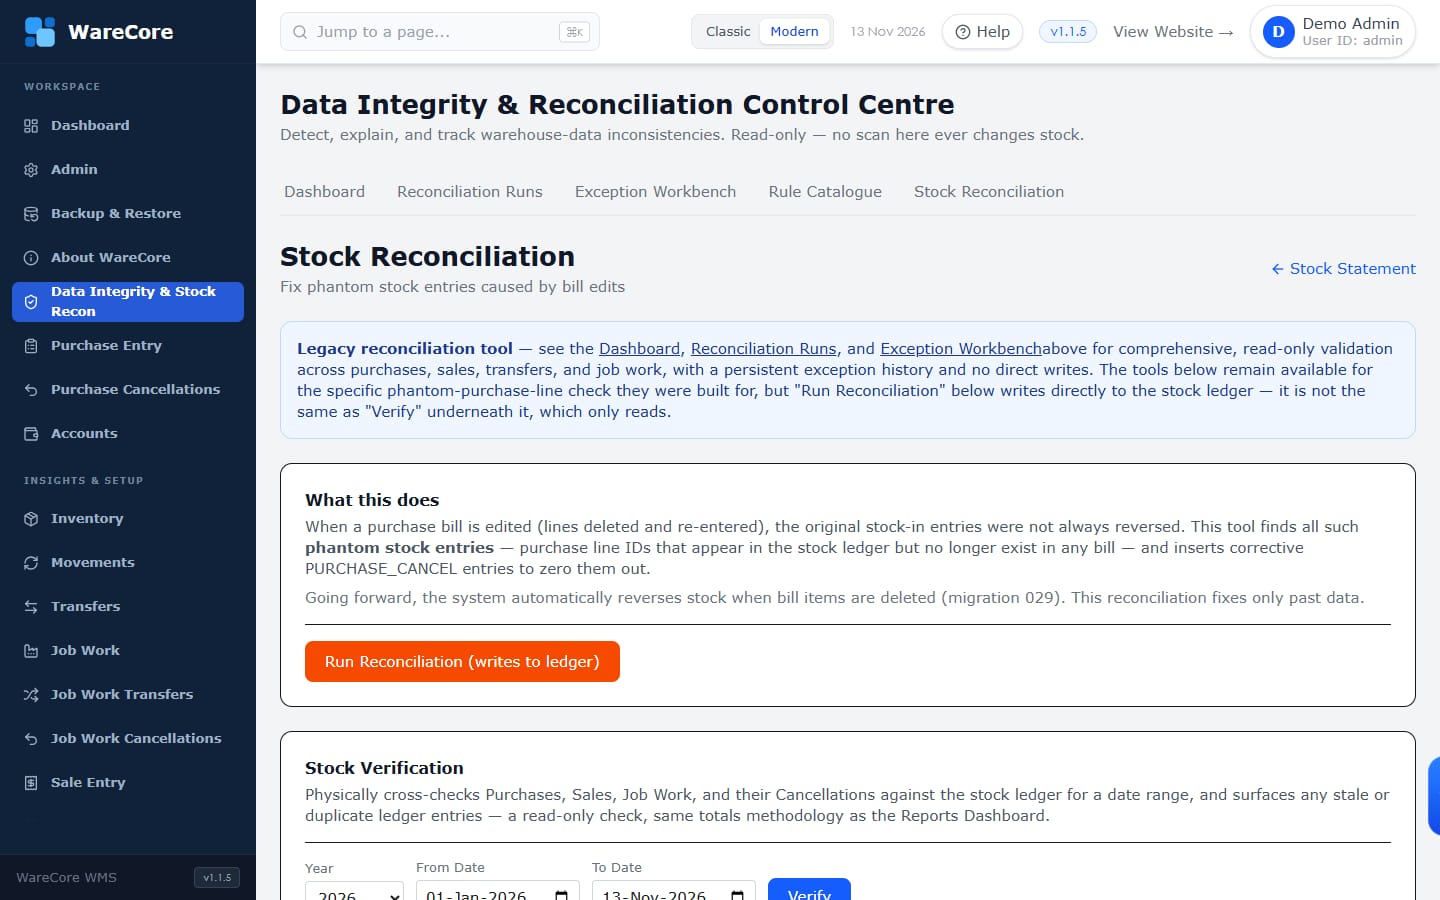 WareCore
Jump to a page...
⌘K
Classic
Modern
13 Nov 2026
Help
v1.1.5
View Website →
D
Demo Admin
User ID: admin
WORKSPACE
Dashboard
Admin
Backup & Restore
About WareCore
Data Integrity & Stock
Recon
Purchase Entry
Purchase Cancellations
Accounts
INSIGHTS & SETUP
Inventory
Movements
Transfers
Job Work
Job Work Transfers
Job Work Cancellations
Sale Entry
WareCore WMS
v1.1.5
Data Integrity & Reconciliation Control Centre
Detect, explain, and track warehouse-data inconsistencies. Read-only — no scan here ever changes stock.
Dashboard
Reconciliation Runs
Exception Workbench
Rule Catalogue
Stock Reconciliation
Stock Reconciliation
Fix phantom stock entries caused by bill edits
← Stock Statement
Legacy reconciliation tool — see the Dashboard, Reconciliation Runs, and Exception Workbenchabove for comprehensive, read-only validation
across purchases, sales, transfers, and job work, with a persistent exception history and no direct writes. The tools below remain available for
the specific phantom-purchase-line check they were built for, but "Run Reconciliation" below writes directly to the stock ledger — it is not the
same as "Verify" underneath it, which only reads.
What this does
When a purchase bill is edited (lines deleted and re-entered), the original stock-in entries were not always reversed. This tool finds all such
phantom stock entries — purchase line IDs that appear in the stock ledger but no longer exist in any bill — and inserts corrective
PURCHASE_CANCEL entries to zero them out.
Going forward, the system automatically reverses stock when bill items are deleted (migration 029). This reconciliation fixes only past data.
Run Reconciliation (writes to ledger)
Stock Verification
Physically cross-checks Purchases, Sales, Job Work, and their Cancellations against the stock ledger for a date range, and surfaces any stale or
duplicate ledger entries — a read-only check, same totals methodology as the Reports Dashboard.
Year
From Date
To Date
2026
01-Jan-2026
13-Nov-2026
Verify